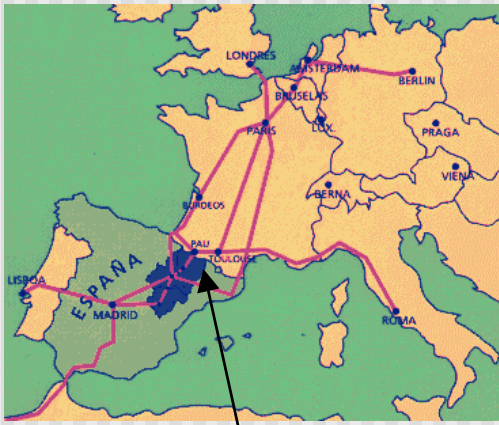 LONDRES
AMSTERDAM
BERLIN
BRUSELAS
PARIS
LUX.
PRAGA
VIENA
BERNA
BURDEOS
PAU
TOULOUSE
ESPAÑA
LISBOA
MADRID
ROMA